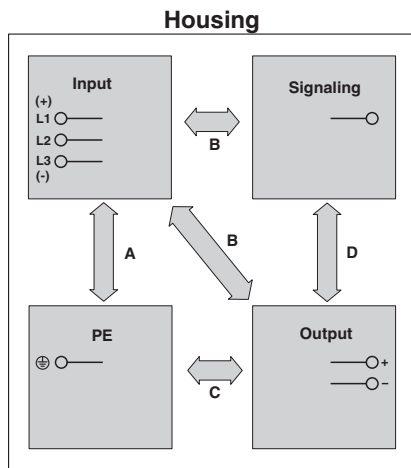 Housing
Input
(+)
L1
L2
L3
(-)
Signaling
B
A
B
D
PE
Output
+
–
C